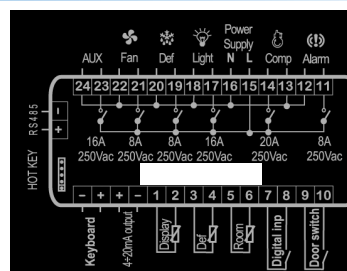 Power
Supply
AUX Fan Def Light N L Comp Alarm
24 23 22 21 20 19 18 17 16 15 14 13 12 11
RS485
-
+
16A 8A 8A 16A 20A 8A
250Vac 250Vac 250Vac 250Vac 250Vac 250Vac
HOT KEY
- + + - 1 2 3 4 5 6 7 8 9 10
Keyboard
4÷20mA output
Display
Def
Room
Digital inp
Door switch